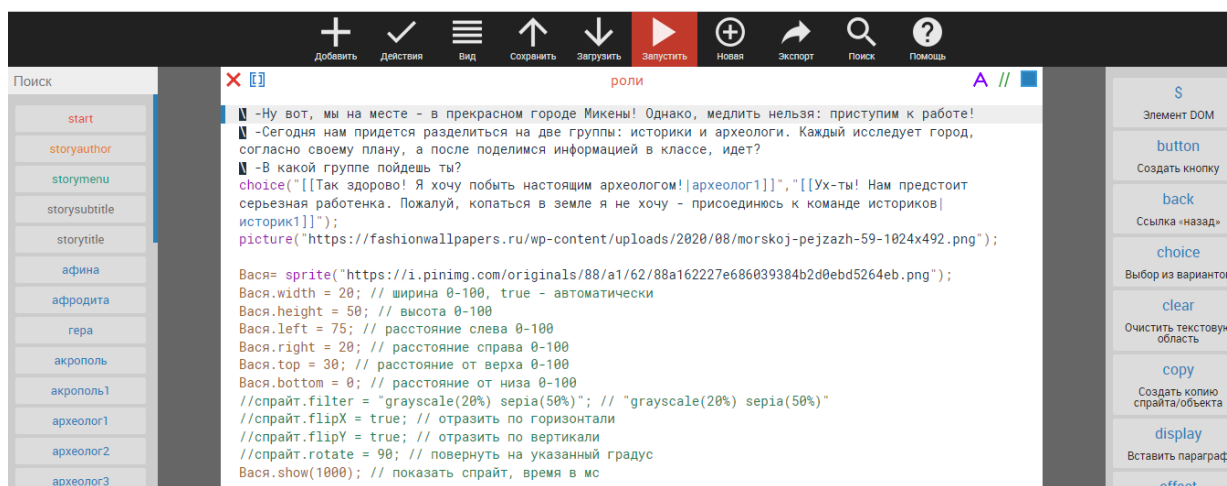 Добавить
Действия
Вид
Сохранить
Загрузить
Запустить
Новая
Экспорт
Поиск
Помощь
Поиск
start
storyauthor
storymenu
storysubtitle
storytitle
афина
афродита
гера
акрополь
акрополь1
археолог1
археолог2
археолог3
роли
A //
\ -Ну вот, мы на месте - в прекрасном городе Микены! Однако, медлить нельзя: приступим к работе!
\ -Сегодня нам придется разделиться на две группы: историки и археологи. Каждый исследует город,
согласно своему плану, а после поделимся информацией в классе, идет?
\ -В какой группе пойдешь ты?
choice("[[Так здорово! Я хочу побыть настоящим археологом!|археолог1]]","[[Ух-ты! Нам предстоит
серьезная работенка. Пожалуй, копаться в земле я не хочу - присоединюсь к команде историков|
историк1]]");
picture("https://fashionwallpapers.ru/wp-content/uploads/2020/08/morskoj-pejzazh-59-1024x492.png");
Вася= sprite("https://i.pinimg.com/originals/88/a1/62/88a162227e686039384b2d0ebd5264eb.png");
Вася.width = 20; // ширина 0-100, true - автоматически
Вася.height = 50; // высота 0-100
Вася.left = 75; // расстояние слева 0-100
Вася.right = 20; // расстояние справа 0-100
Вася.top = 30; // расстояние от верха 0-100
Вася.bottom = 0; // расстояние от низа 0-100
//спрайт.filter = "grayscale(20%) sepia(50%)"; // "grayscale(20%) sepia(50%)"
//спрайт.flipX = true; // отразить по горизонтали
//спрайт.flipY = true; // отразить по вертикали
//спрайт.rotate = 90; // повернуть на указанный градус
Вася.show(1000); // показать спрайт, время в мс
$
Элемент DOM
button
Создать кнопку
back
Ссылка «назад»
choice
Выбор из варианто
clear
Очистить текстовую
область
copy
Создать копию
спрайта/объекта
display
Вставить параграф
effect